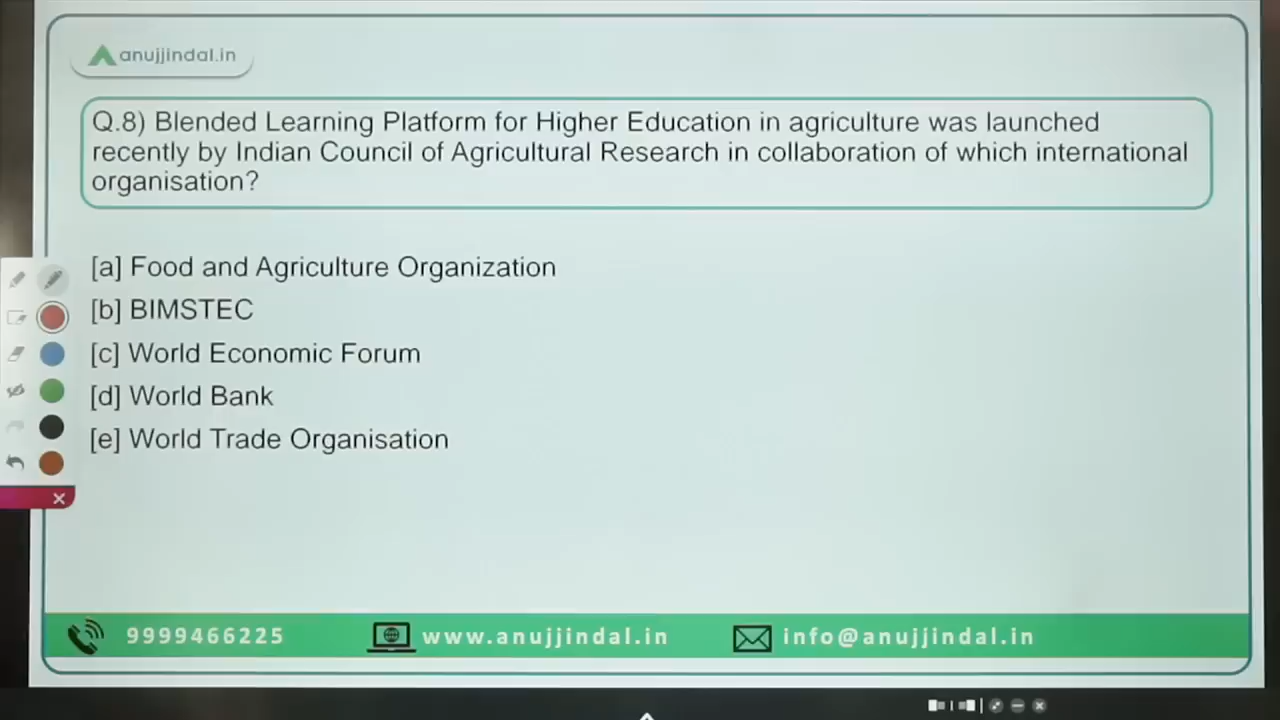 anujjindal.in
Q.8) Blended Learning Platform for Higher Education in agriculture was launched
recently by Indian Council of Agricultural Research in collaboration of which international
organisation?
[a] Food and Agriculture Organization
[b] BIMSTEC
[c] World Economic Forum
[d] World Bank
[e] World Trade Organisation
9999466225 www.anujjindal.in info@anujjindal.in